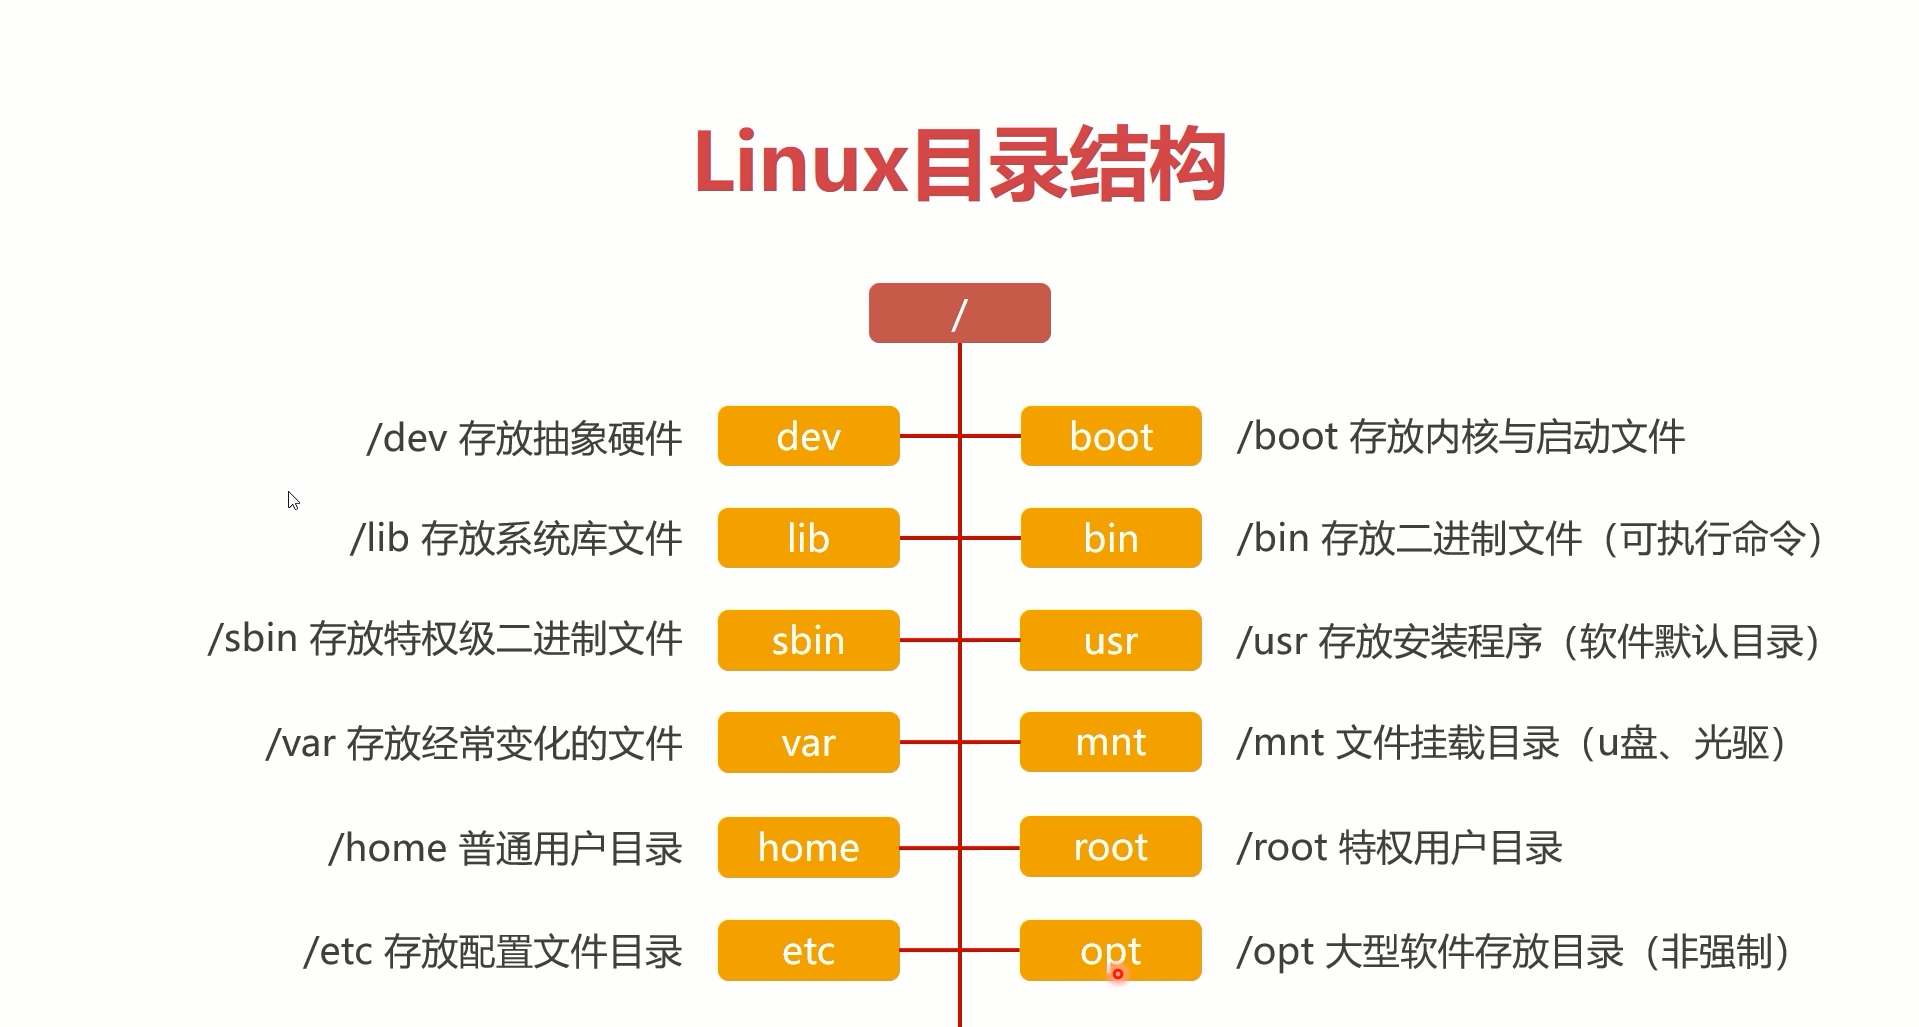 Linux目录结构
/
/dev 存放抽象硬件 dev boot /boot 存放内核与启动文件
/lib 存放系统库文件 lib bin /bin 存放二进制文件（可执行命令）
/sbin 存放特权级二进制文件 sbin usr /usr 存放安装程序（软件默认目录）
/var 存放经常变化的文件 var mnt /mnt 文件挂载目录（u盘、光驱）
/home 普通用户目录 home root /root 特权用户目录
/etc 存放配置文件目录 etc opt /opt 大型软件存放目录（非强制）